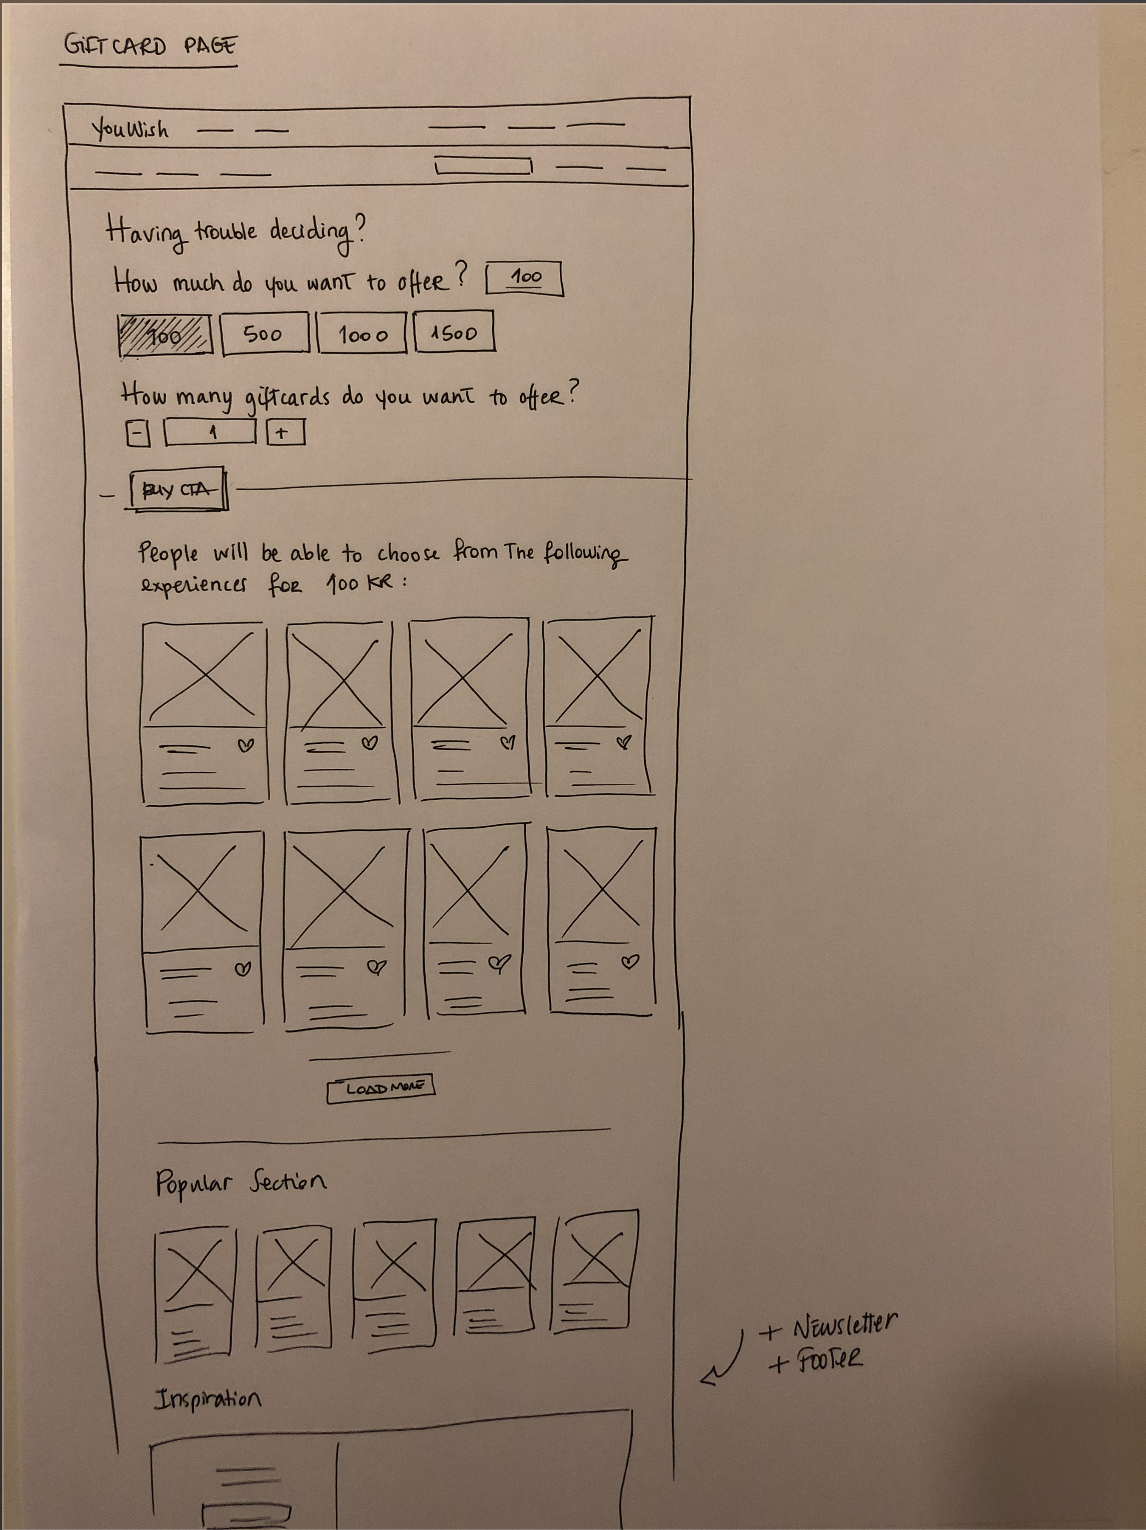 GIFTCARD PAGE
YouWish
Having trouble deciding?
How much do you want to offer? 100
100 500 1000 1500
How many giftcards do you want to offer?
- 1 +
BUY CTA
People will be able to choose from The following
experiences for 100 KR:
LOAD MORE
Popular Section
Inspiration
+ Newsletter
+ FOOTER